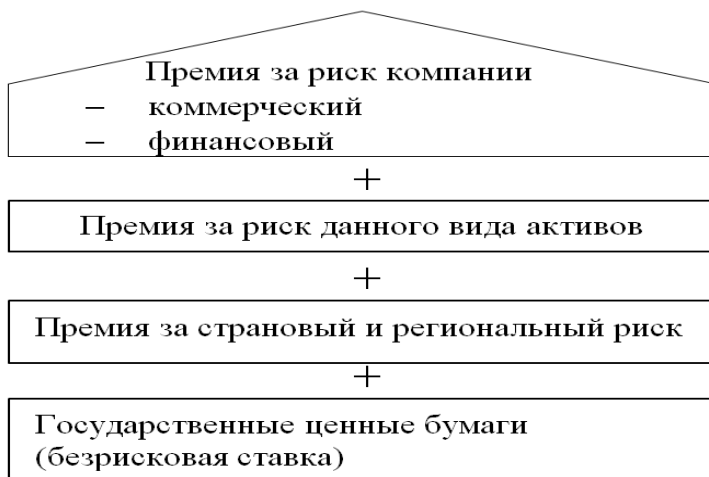 Премия за риск компании
– коммерческий
– финансовый
+
Премия за риск данного вида активов
+
Премия за страновый и региональный риск
+
Государственные ценные бумаги
(безрисковая ставка)